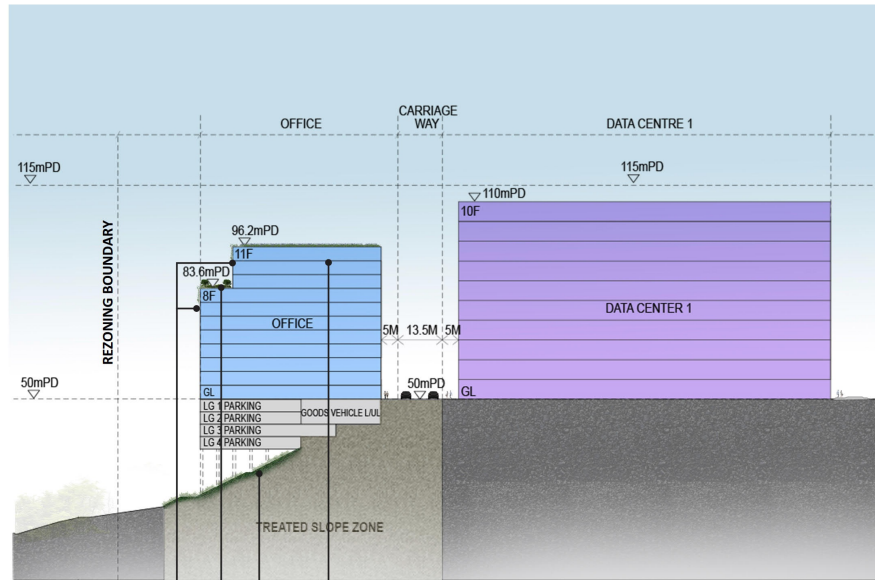 OFFICE
CARRIAGE
WAY
DATA CENTRE 1
115mPD
115mPD
110mPD
10F
REZONING BOUNDARY
96.2mPD
11F
83.6mPD
8F
OFFICE
DATA CENTER 1
5M
13.5M
5M
50mPD
50mPD
GL
GL
LG 1 PARKING
LG 2 PARKING
GOODS VEHICLE L/UL
LG 3 PARKING
LG 4 PARKING
TREATED SLOPE ZONE